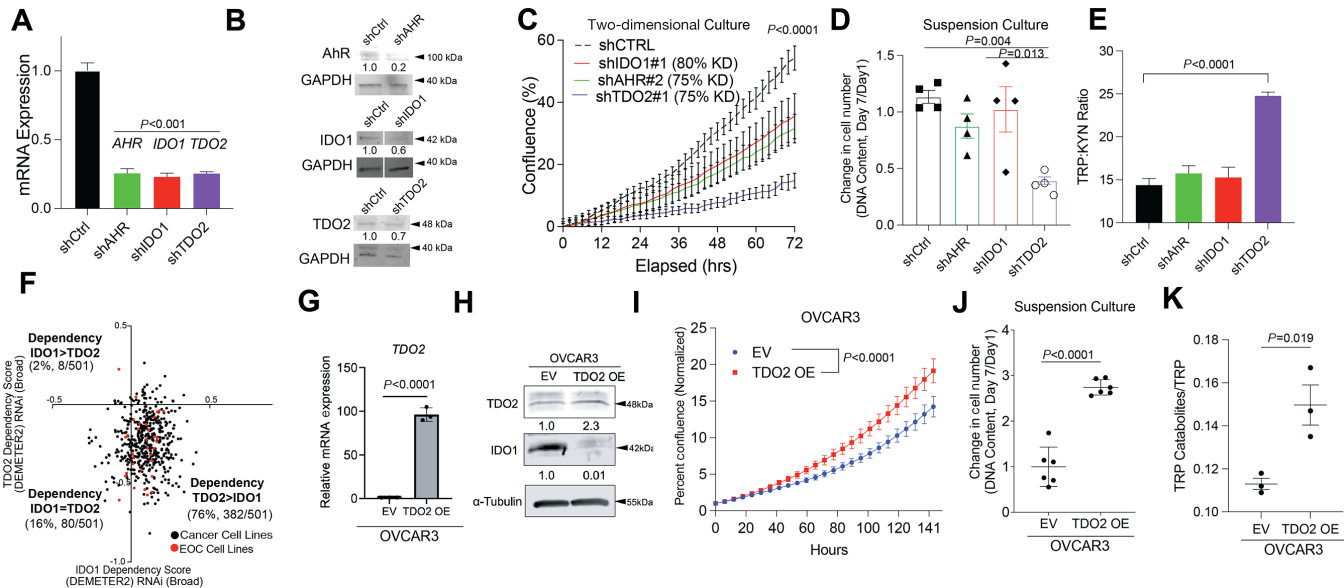 A
mRNA Expression
1.0
0.5
0.0
P<0.001
AHR IDO1 TDO2
shCtrl
shAHR
shIDO1
shTDO2
B
shCtrl
shAHR
AhR
100 kDa
1.0 0.2
GAPDH
40 kDa
shCtrl
shIDO1
IDO1
42 kDa
1.0 0.6
GAPDH
40 kDa
shCtrl
shTDO2
TDO2
48 kDa
1.0 0.7
40 kDa
GAPDH
C
Two-dimensional Culture
P<0.0001
shCTRL
shIDO1#1 (80% KD)
shAHR#2 (75% KD)
shTDO2#1 (75% KD)
Confluence (%)
60
40
20
0
0 12 24 36 48 60 72
Elapsed (hrs)
D
Suspension Culture
P=0.004
P=0.013
Change in cell number
(DNA Content, Day 7/Day1)
1.5
1.0
0.5
0.0
shCtrl
shAHR
shIDO1
shTDO2
E
P<0.0001
TRP:KYN Ratio
30
25
20
15
10
shCtrl
shAhR
shIDO1
shTDO2
F
TDO2 Dependency Score
(DEMETER2) RNAi (Broad)
0.5
Dependency
IDO1>TDO2
(2%, 8/501)
-0.5
0.5
Dependency
IDO1=TDO2
(16%, 80/501)
Dependency
TDO2>IDO1
(76%, 382/501)
Cancer Cell Lines
EOC Cell Lines
-1.0
IDO1 Dependency Score
(DEMETER2) RNAi (Broad)
G
TDO2
P<0.0001
Relative mRNA expression
150
100
50
0
EV TDO2 OE
OVCAR3
H
OVCAR3
EV TDO2 OE
TDO2
48kDa
1.0 2.3
IDO1
1.0 0.01
α-Tubulin
55kDa
I
OVCAR3
EV
TDO2 OE
P<0.0001
Percent confluence (Normalized)
25
20
15
10
5
0
0 20 40 60 80 100 120 141
Hours
J
Suspension Culture
P<0.0001
Change in cell number
(DNA Content, Day 7/Day1)
4
3
2
1
0
EV TDO2 OE
OVCAR3
K
P=0.019
TRP Catabolites/TRP
0.18
0.16
0.14
0.12
0.10
EV TDO2 OE
OVCAR3